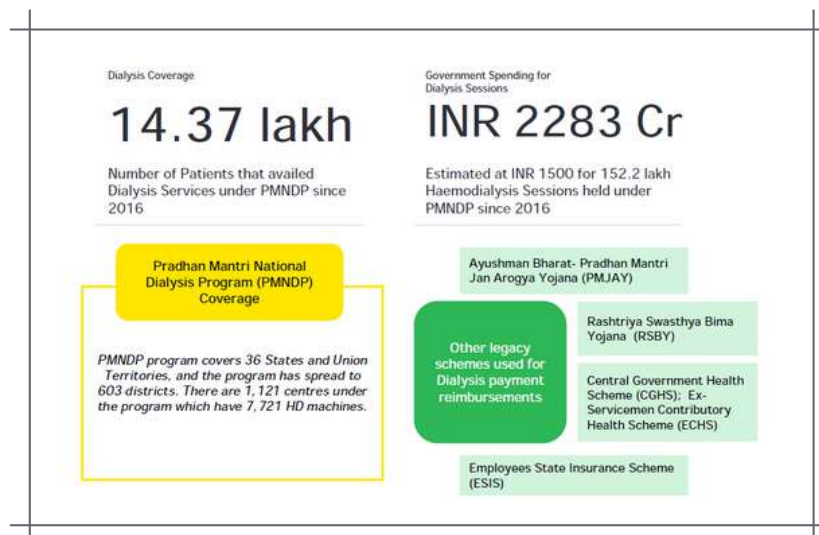 Dialysis Coverage
14.37 lakh
Number of Patients that availed
Dialysis Services under PMNDP since
2016
Government Spending for
Dialysis Sessions
INR 2283 Cr
Estimated at INR 1500 for 152.2 lakh
Haemodialysis Sessions held under
PMNDP since 2016
Pradhan Mantri National
Dialysis Program (PMNDP)
Coverage
PMNDP program covers 36 States and Union
Territories, and the program has spread to
603 districts. There are 1,121 centres under
the program which have 7,721 HD machines.
Ayushman Bharat- Pradhan Mantri
Jan Arogya Yojana (PMJAY)
Other legacy
schemes used for
Dialysis payment
reimbursements
Rashtriya Swasthya Bima
Yojana (RSBY)
Central Government Health
Scheme (CGHS); Ex-
Servicemen Contributory
Health Scheme (ECHS)
Employees State Insurance Scheme
(ESIS)